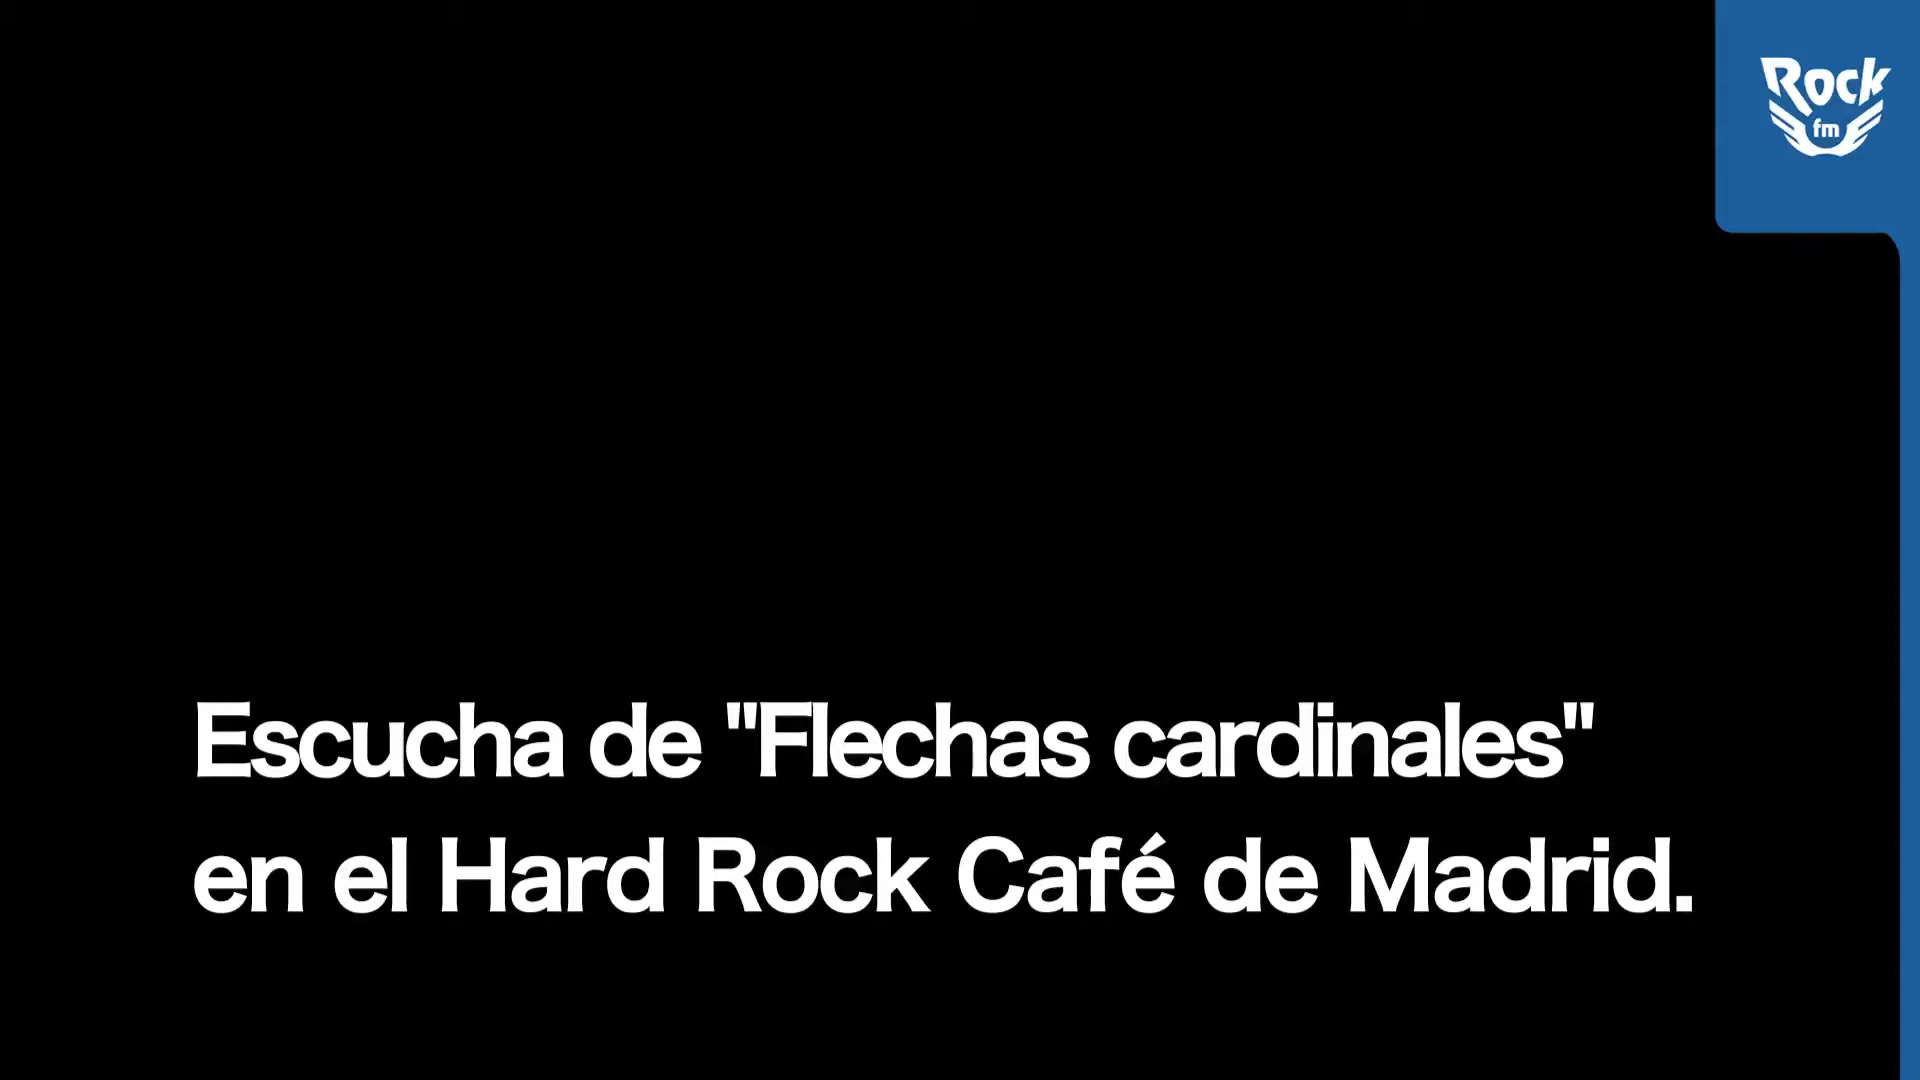 Rock
fm
Escucha de "Flechas cardinales"
en el Hard Rock Café de Madrid.